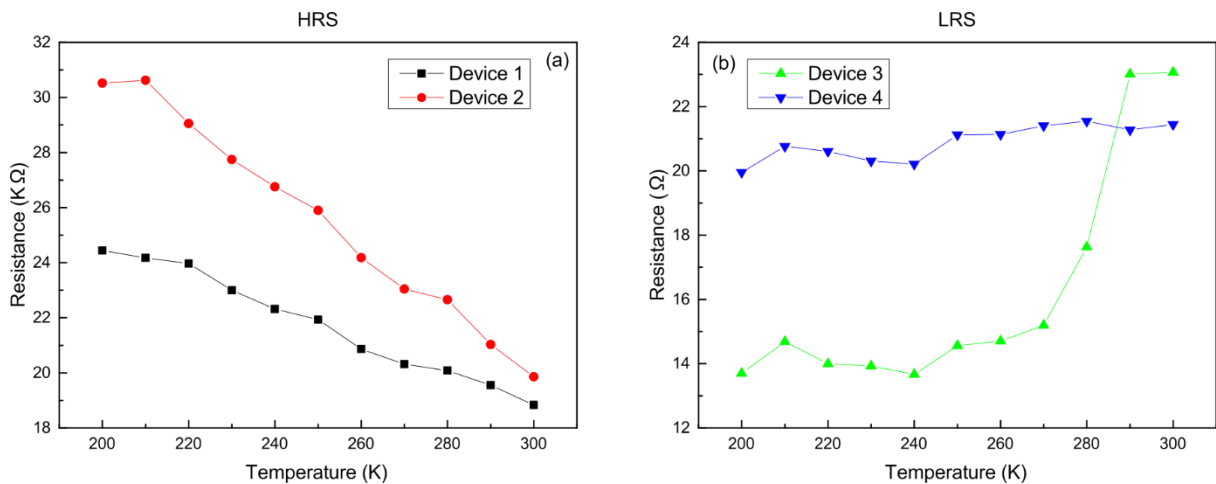 HRS
(a)
Device 1
Device 2
Resistance (K Ω)
32
30
28
26
24
22
20
18
200 220 240 260 280 300
Temperature (K)
LRS
(b)
Device 3
Device 4
Resistance ( Ω)
24
22
20
18
16
14
12
200 220 240 260 280 300
Temperature (K)